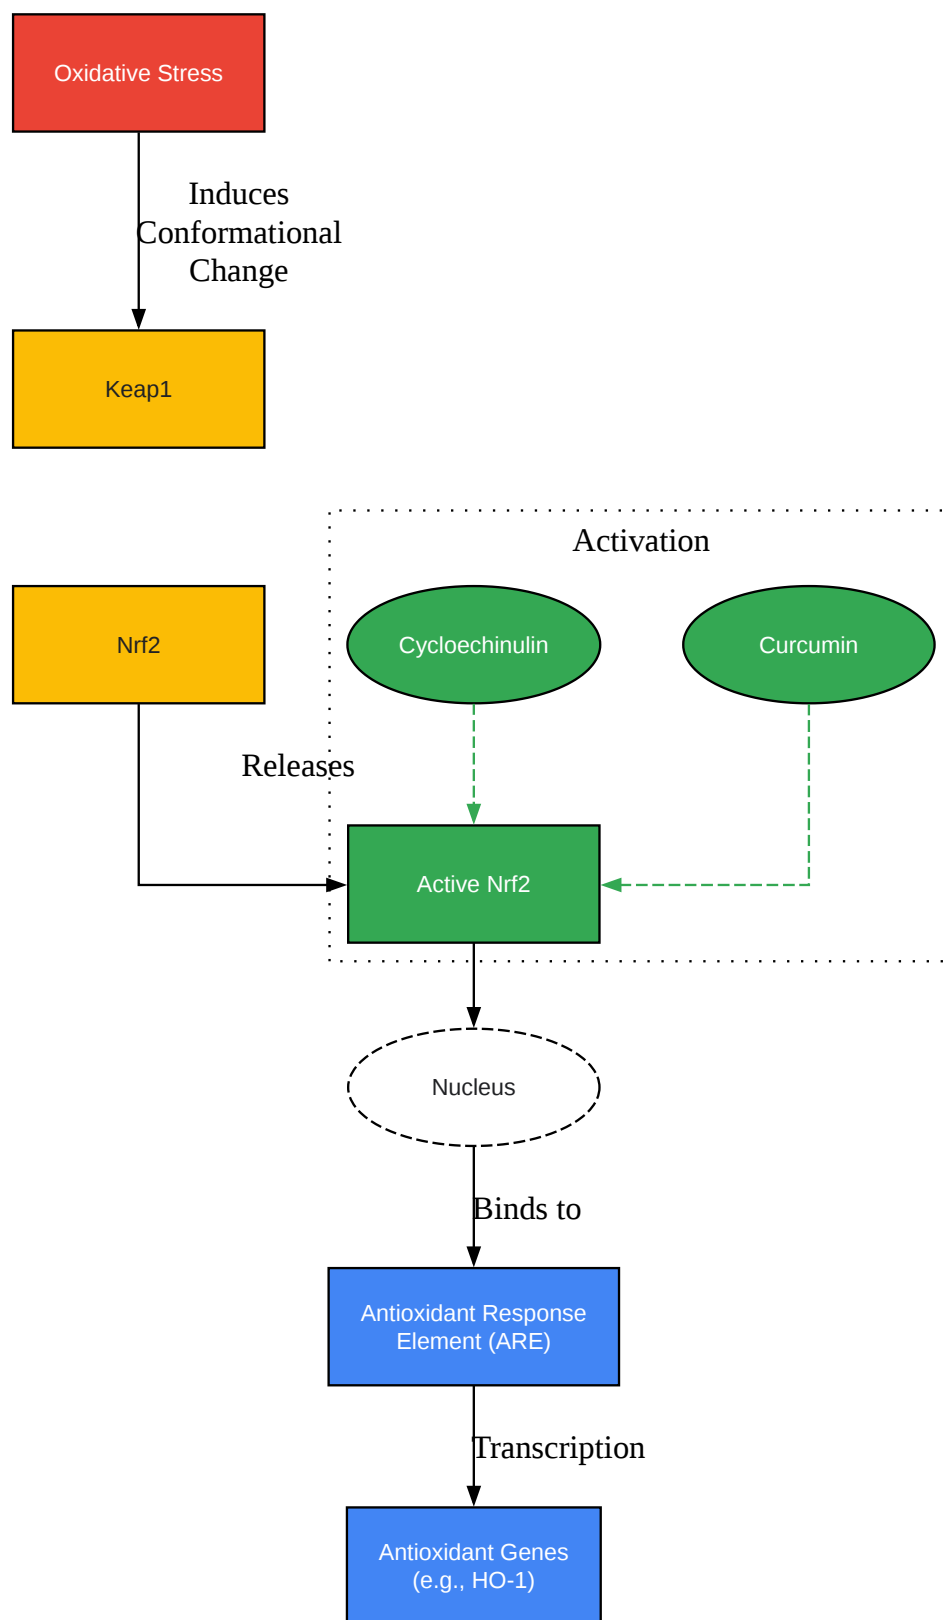 Oxidative Stress
Induces
Conformational
Change
Keap1
Activation
Nrf2
Cycloechinulin
Curcumin
Releases
Active Nrf2
Nucleus
Binds to
Antioxidant Response
Element (ARE)
Transcription
Antioxidant Genes
(e.g., HO-1)